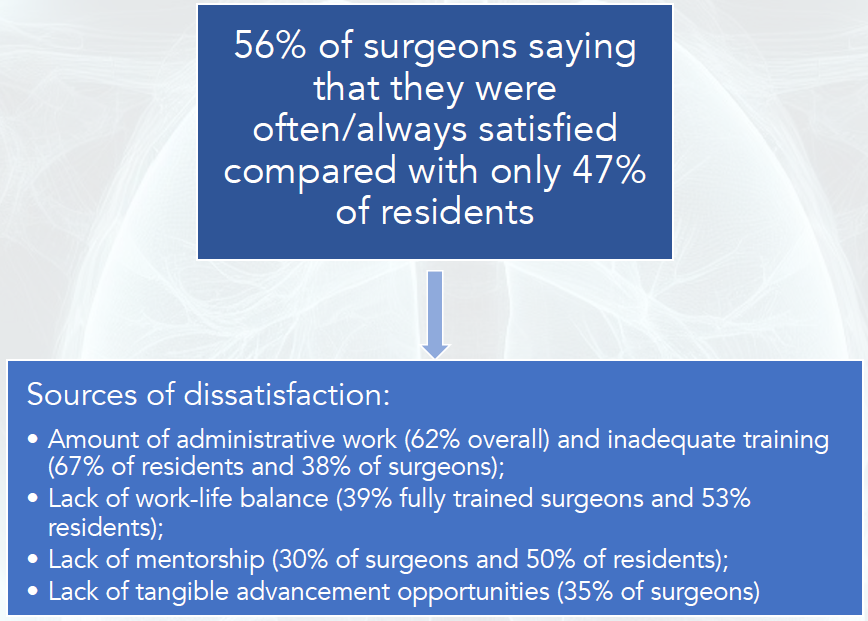 56% of surgeons saying
that they were
often/always satisfied
compared with only 47%
of residents
Sources of dissatisfaction:
• Amount of administrative work (62% overall) and inadequate training
(67% of residents and 38% of surgeons);
• Lack of work-life balance (39% fully trained surgeons and 53%
residents);
• Lack of mentorship (30% of surgeons and 50% of residents);
• Lack of tangible advancement opportunities (35% of surgeons)